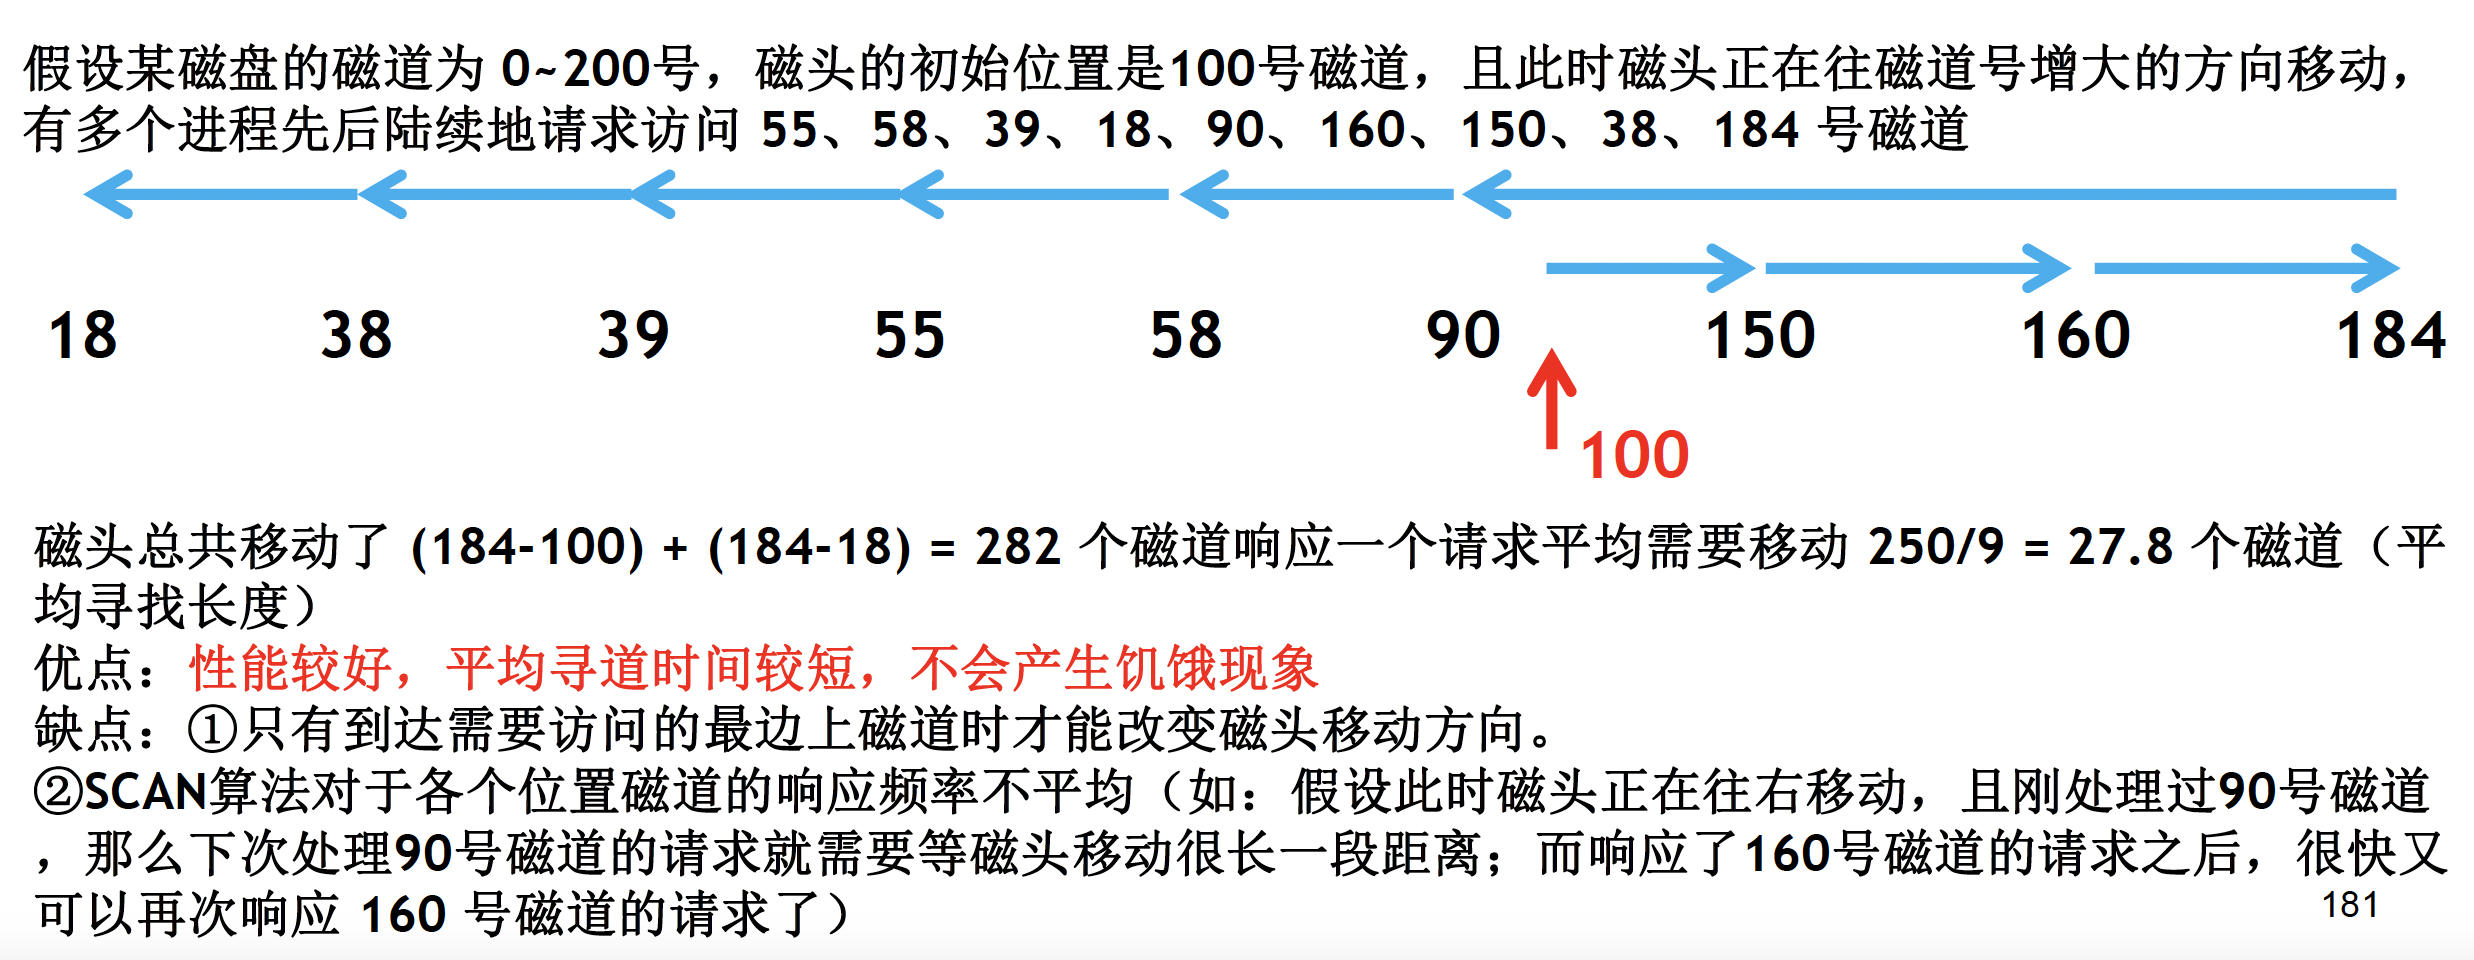 假设某磁盘的磁道为 0~200号，磁头的初始位置是100号磁道，且此时磁头正在往磁道号增大的方向移动，
有多个进程先后陆续地请求访问 55、58、39、18、90、160、150、38、184 号磁道
18 38 39 55 58 90 150 160 184
100
磁头总共移动了 (184-100) + (184-18) = 282 个磁道响应一个请求平均需要移动 250/9 = 27.8 个磁道（平
均寻找长度）
优点：性能较好，平均寻道时间较短，不会产生饥饿现象
缺点：①只有到达需要访问的最边上磁道时才能改变磁头移动方向。
②SCAN算法对于各个位置磁道的响应频率不平均（如：假设此时磁头正在往右移动，且刚处理过90号磁道
，那么下次处理90号磁道的请求就需要等磁头移动很长一段距离；而响应了160号磁道的请求之后，很快又
可以再次响应 160 号磁道的请求了）
181